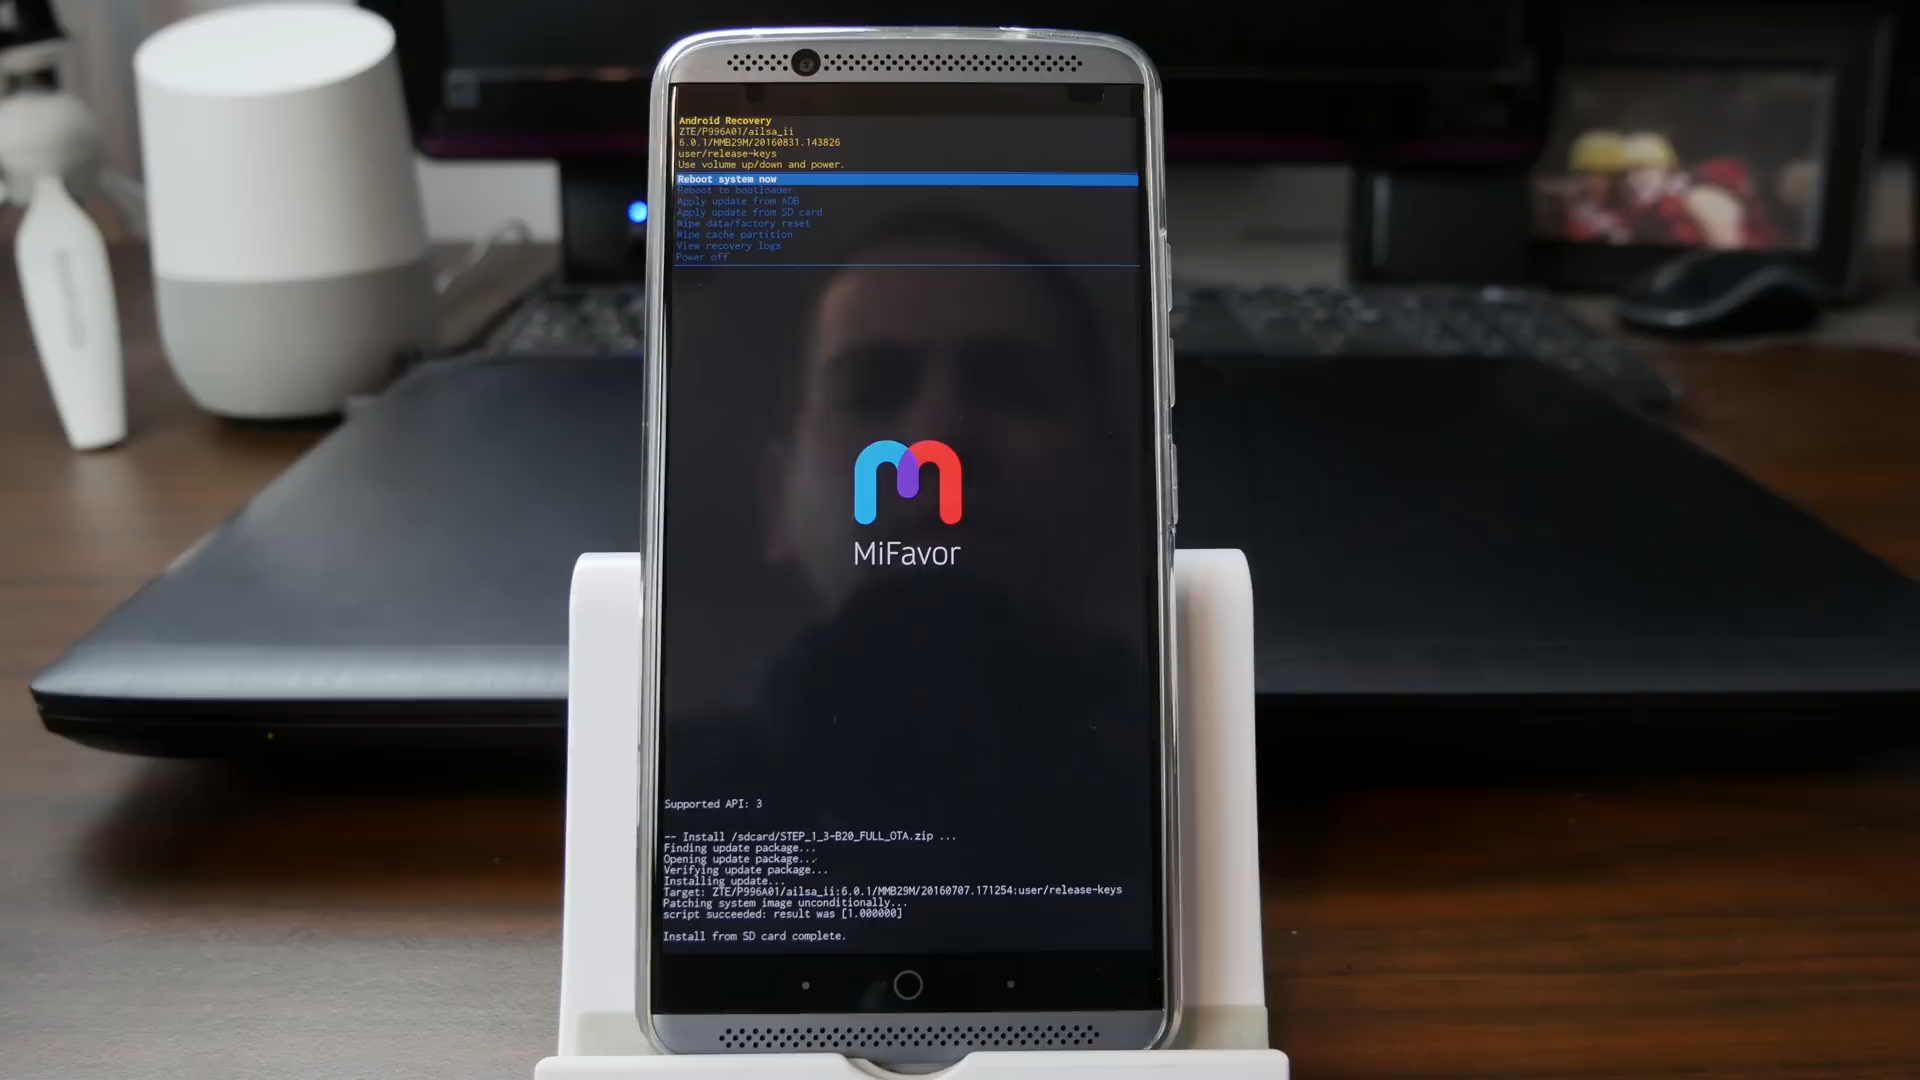 Android Recovery
ZTE/P996A01/ailsa_ii
6.0.1/MMB29M/20160831.143826
user/release-keys
Use volume up/down and power.
Reboot system now
Reboot to bootloader
Apply update from ADB
Apply update from SD card
Wipe data/factory reset
Wipe cache partition
View recovery logs
Power off
MiFavor
Supported API: 3
-- Install /sdcard/STEP_1_3-B20_FULL_OTA.zip ...
Finding update package...
Opening update package...
Verifying update package...
Installing update...
Target: ZTE/P996A01/ailsa_ii:6.0.1/MMB29M/20160707.171254:user/release-keys
Patching system image unconditionally...
script succeeded: result was [1.000000]
Install from SD card complete.